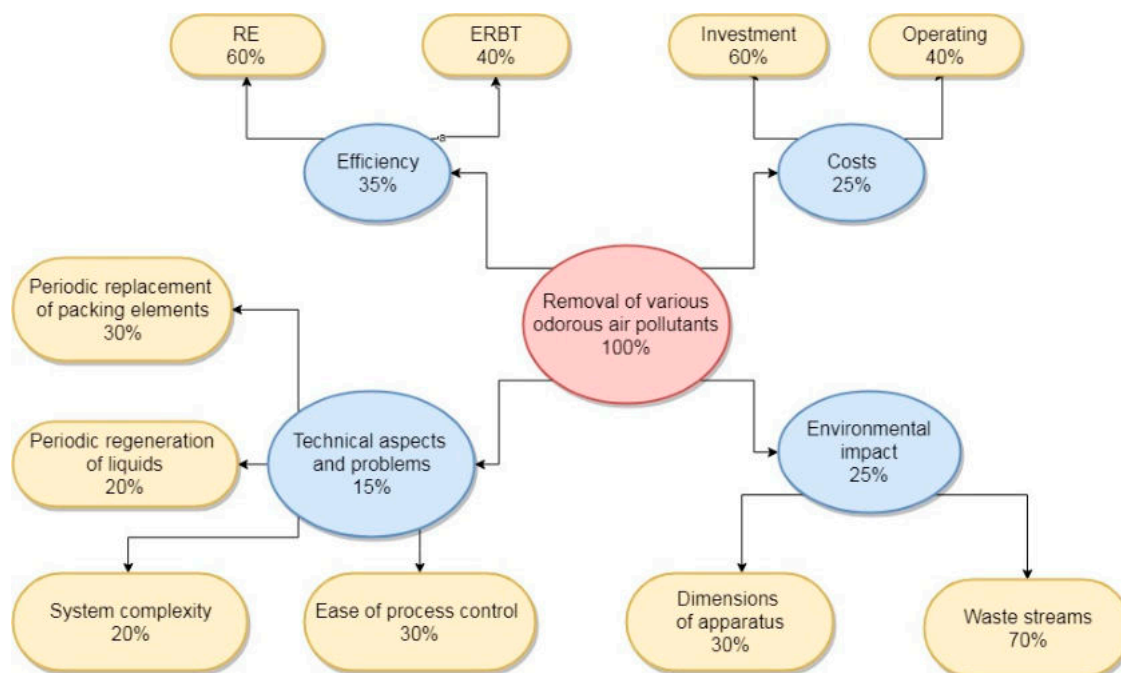 RE
60%
ERBT
40%
Investment
60%
Operating
40%
a
Efficiency
35%
Costs
25%
Removal of various
odorous air pollutants
100%
Periodic replacement
of packing elements
30%
Periodic regeneration
of liquids
20%
Technical aspects
and problems
15%
Environmental
impact
25%
System complexity
20%
Ease of process control
30%
Dimensions
of apparatus
30%
Waste streams
70%